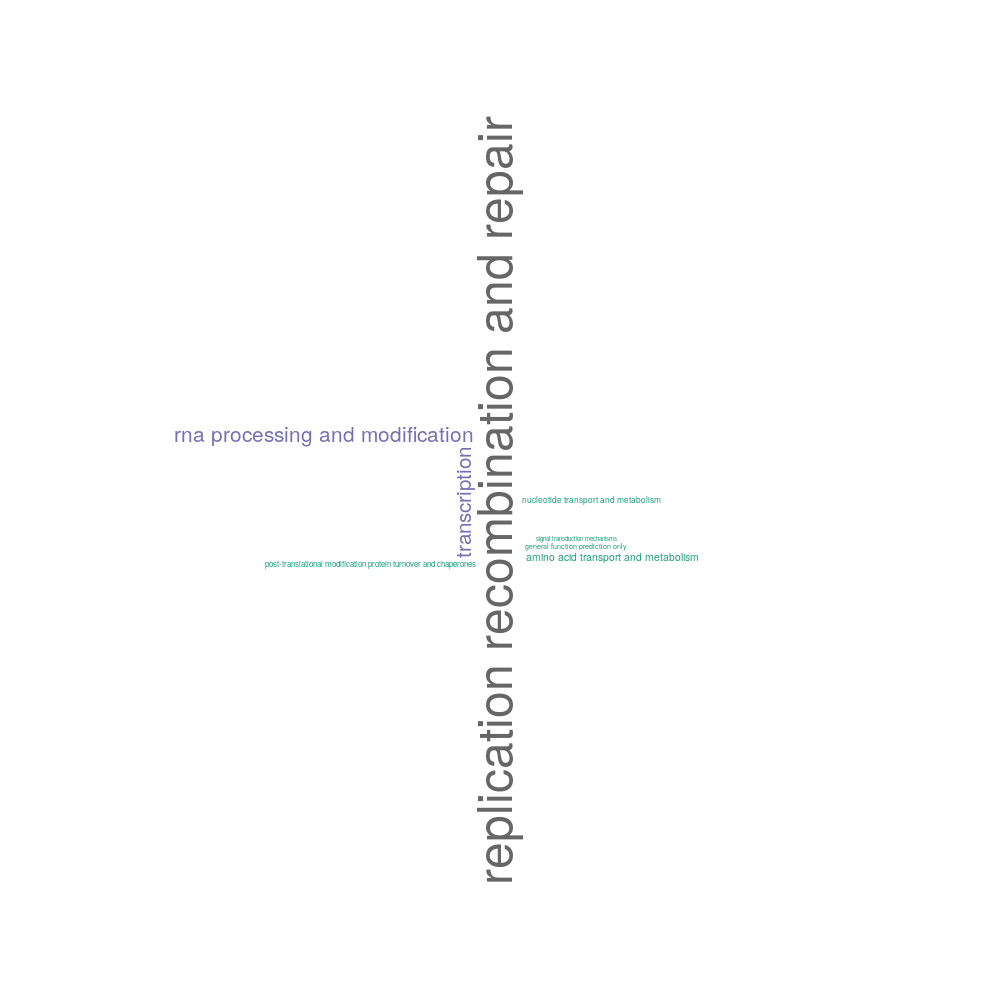 replication recombination and repair
rna processing and modification
transcription
nucleotide transport and metabolism
signal transduction mechanisms
general function prediction only
amino acid transport and metabolism
post-translational modification protein turnover and chaperones